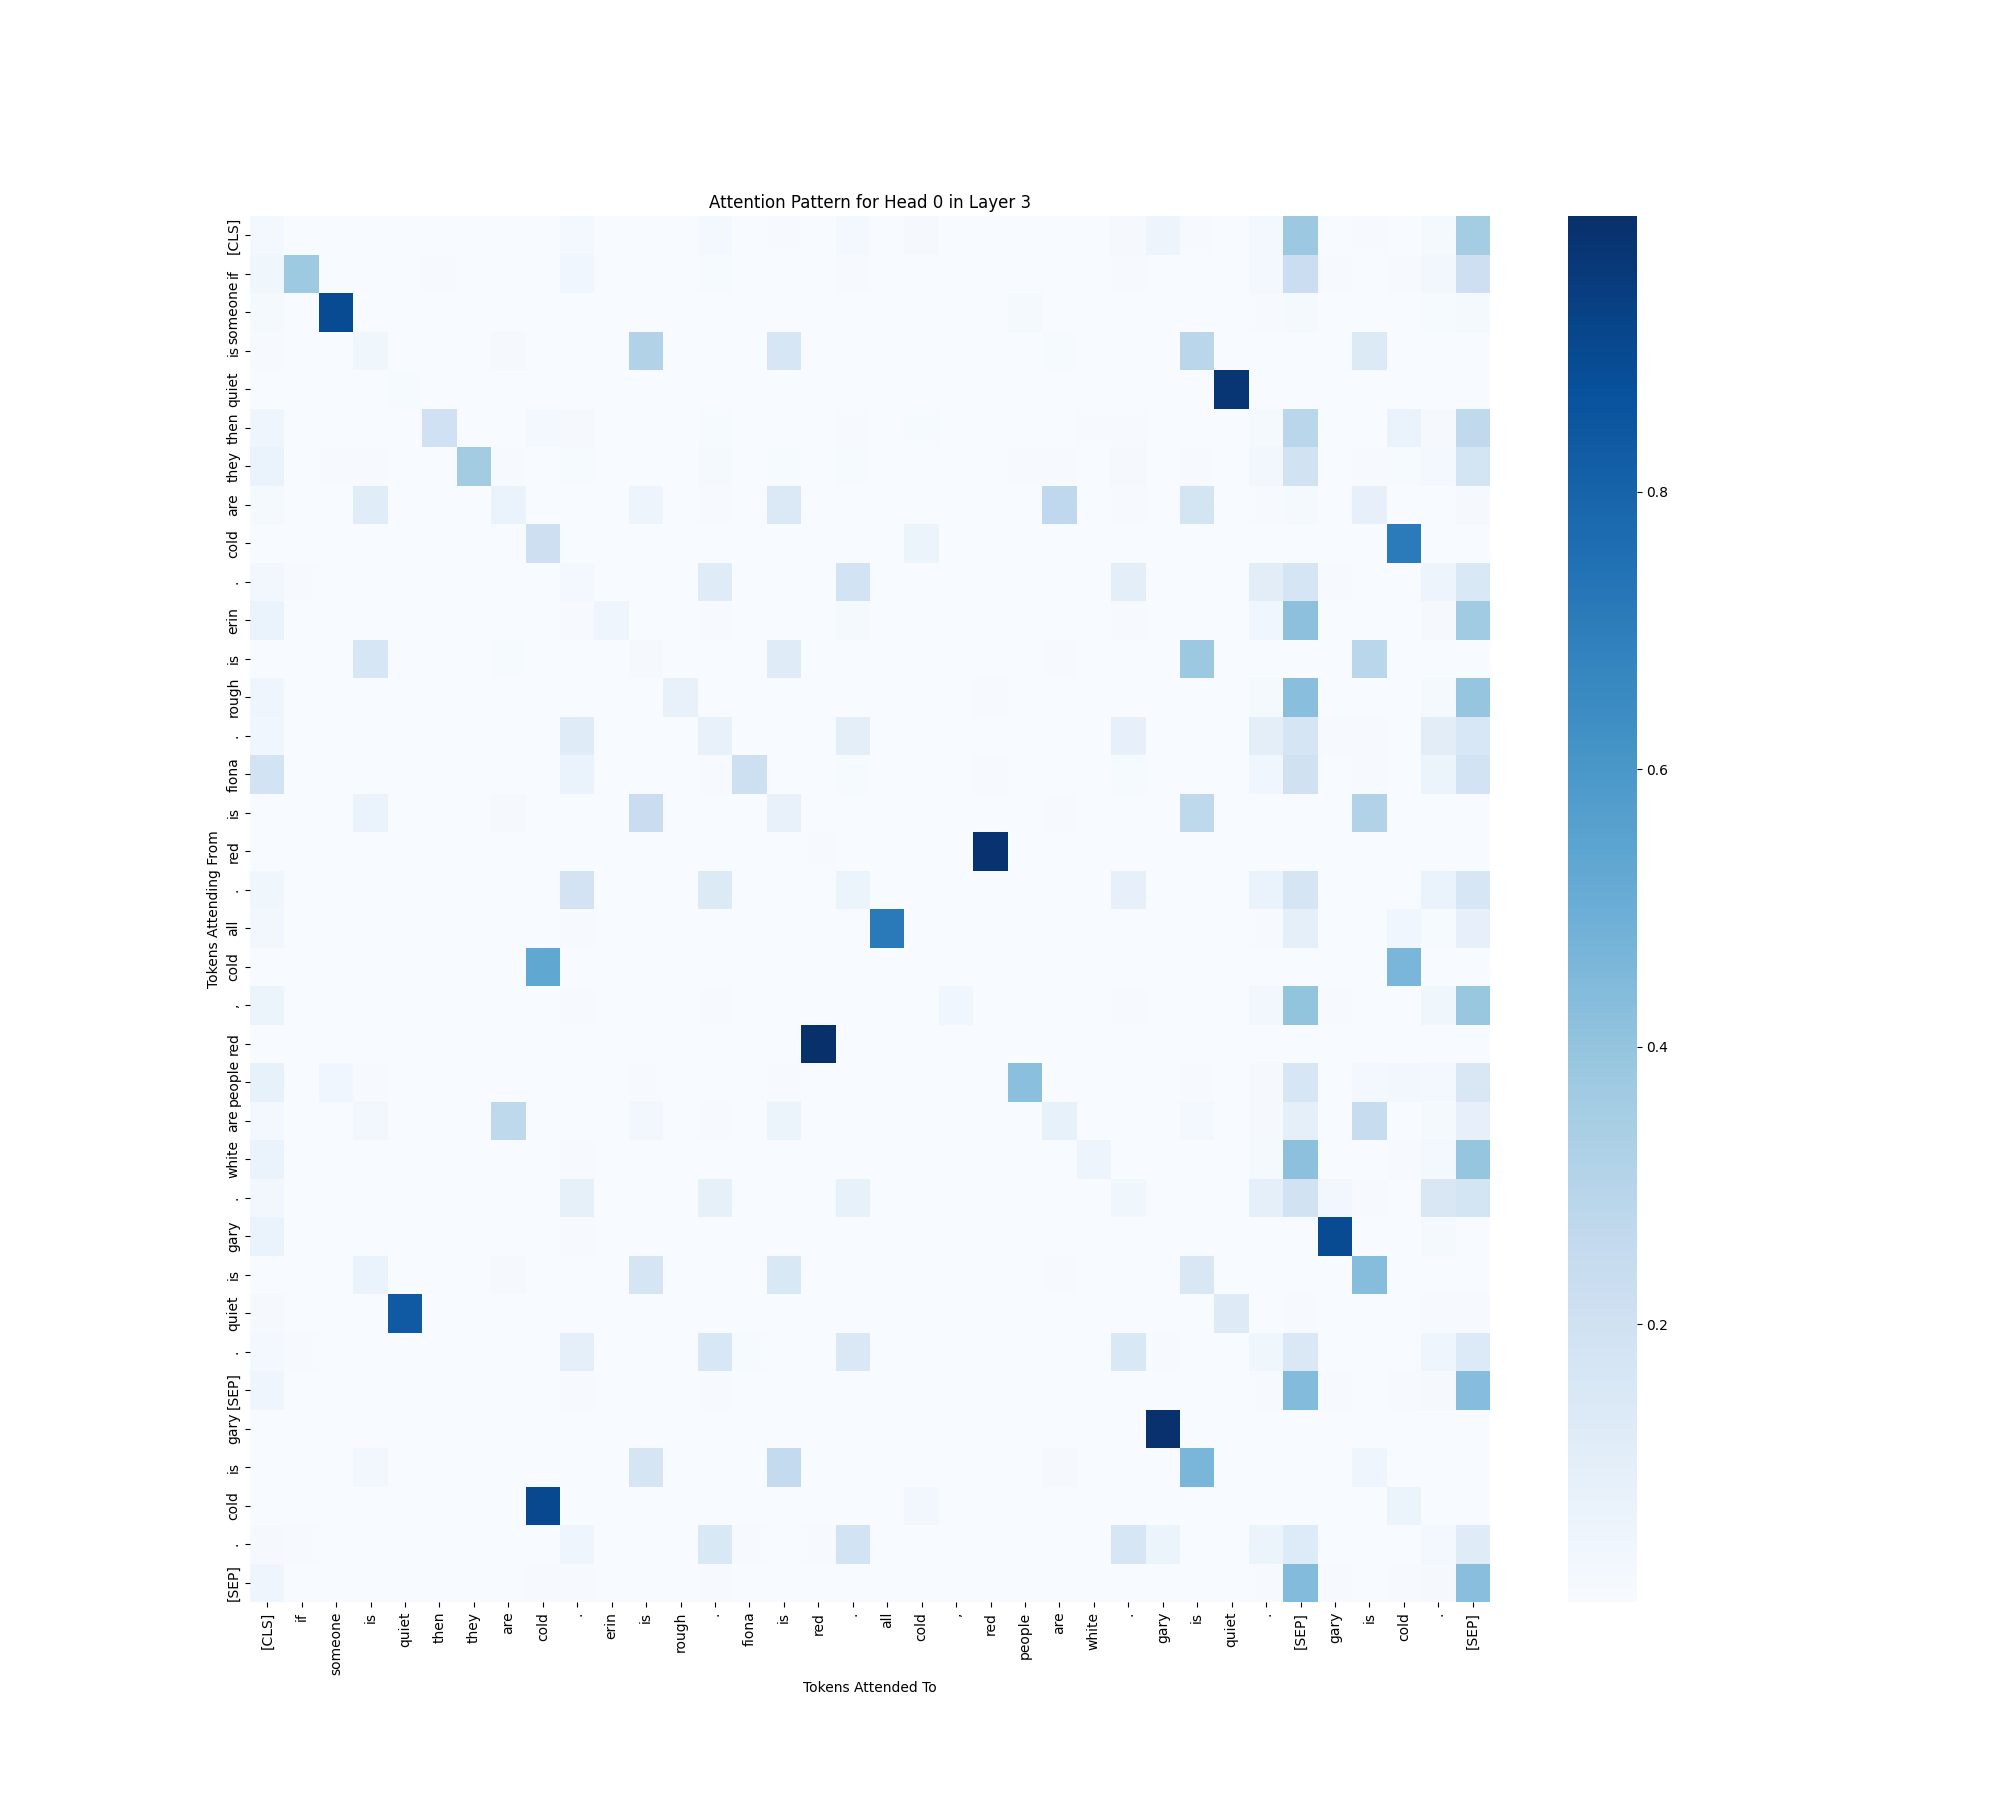 Attention Pattern for Head 0 in Layer 3
Tokens Attending From
[CLS]
if
someone
is
quiet
then
they
are
cold
.
erin
is
rough
.
fiona
is
red
.
all
cold
,
red
people
are
white
.
gary
is
quiet
.
[SEP]
gary
is
cold
.
[SEP]
[CLS] if someone is quiet then they are cold . erin is rough . fiona is red . all cold , red people are white . gary is quiet . [SEP] gary is cold . [SEP]
Tokens Attended To
0.8
0.6
0.4
0.2